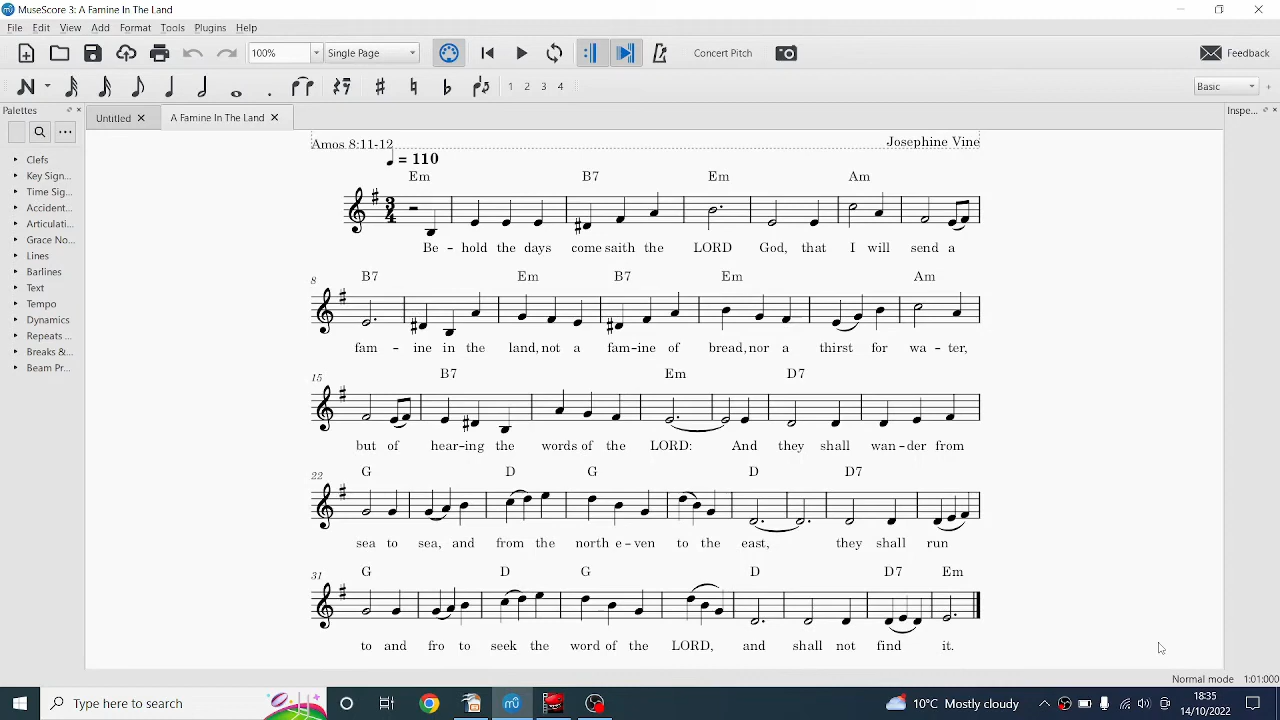 MuseScore 3: A Famine In The Land
File Edit View Add Format Tools Plugins Help
100% Single Page Concert Pitch Feedback
1 2 3 4 Basic
Palettes Untitled A Famine In The Land Inspe...
Clefs
Key Sign...
Time Sig...
Accident...
Articulati...
Grace No...
Lines
Barlines
Text
Tempo
Dynamics
Repeats ...
Breaks &...
Beam Pr...
Amos 8:11-12 Josephine Vine
= 110
Em B7 Em Am
3
4
Be - hold the days come saith the LORD God, that I will send a
B7 Em B7 Em Am
8
fam - ine in the land, not a fam-ine of bread, nor a thirst for wa - ter,
B7 Em D7
15
but of hear-ing the words of the LORD: And they shall wan-der from
G D G D D7
22
sea to sea, and from the north e-ven to the east, they shall run
G D G D D7 Em
31
to and fro to seek the word of the LORD, and shall not find it.
Normal mode 1:01:000
Type here to search 10°C Mostly cloudy 18:35
14/10/2022